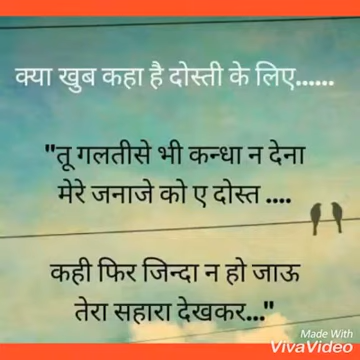 क्या खुब कहा है दोस्ती के लिए......
"तू गलतीसे भी कन्धा न देना
मेरे जनाजे को ए दोस्त ....
कही फिर जिन्दा न हो जाऊ
तेरा सहारा देखकर..."
Made With
VivaVideo